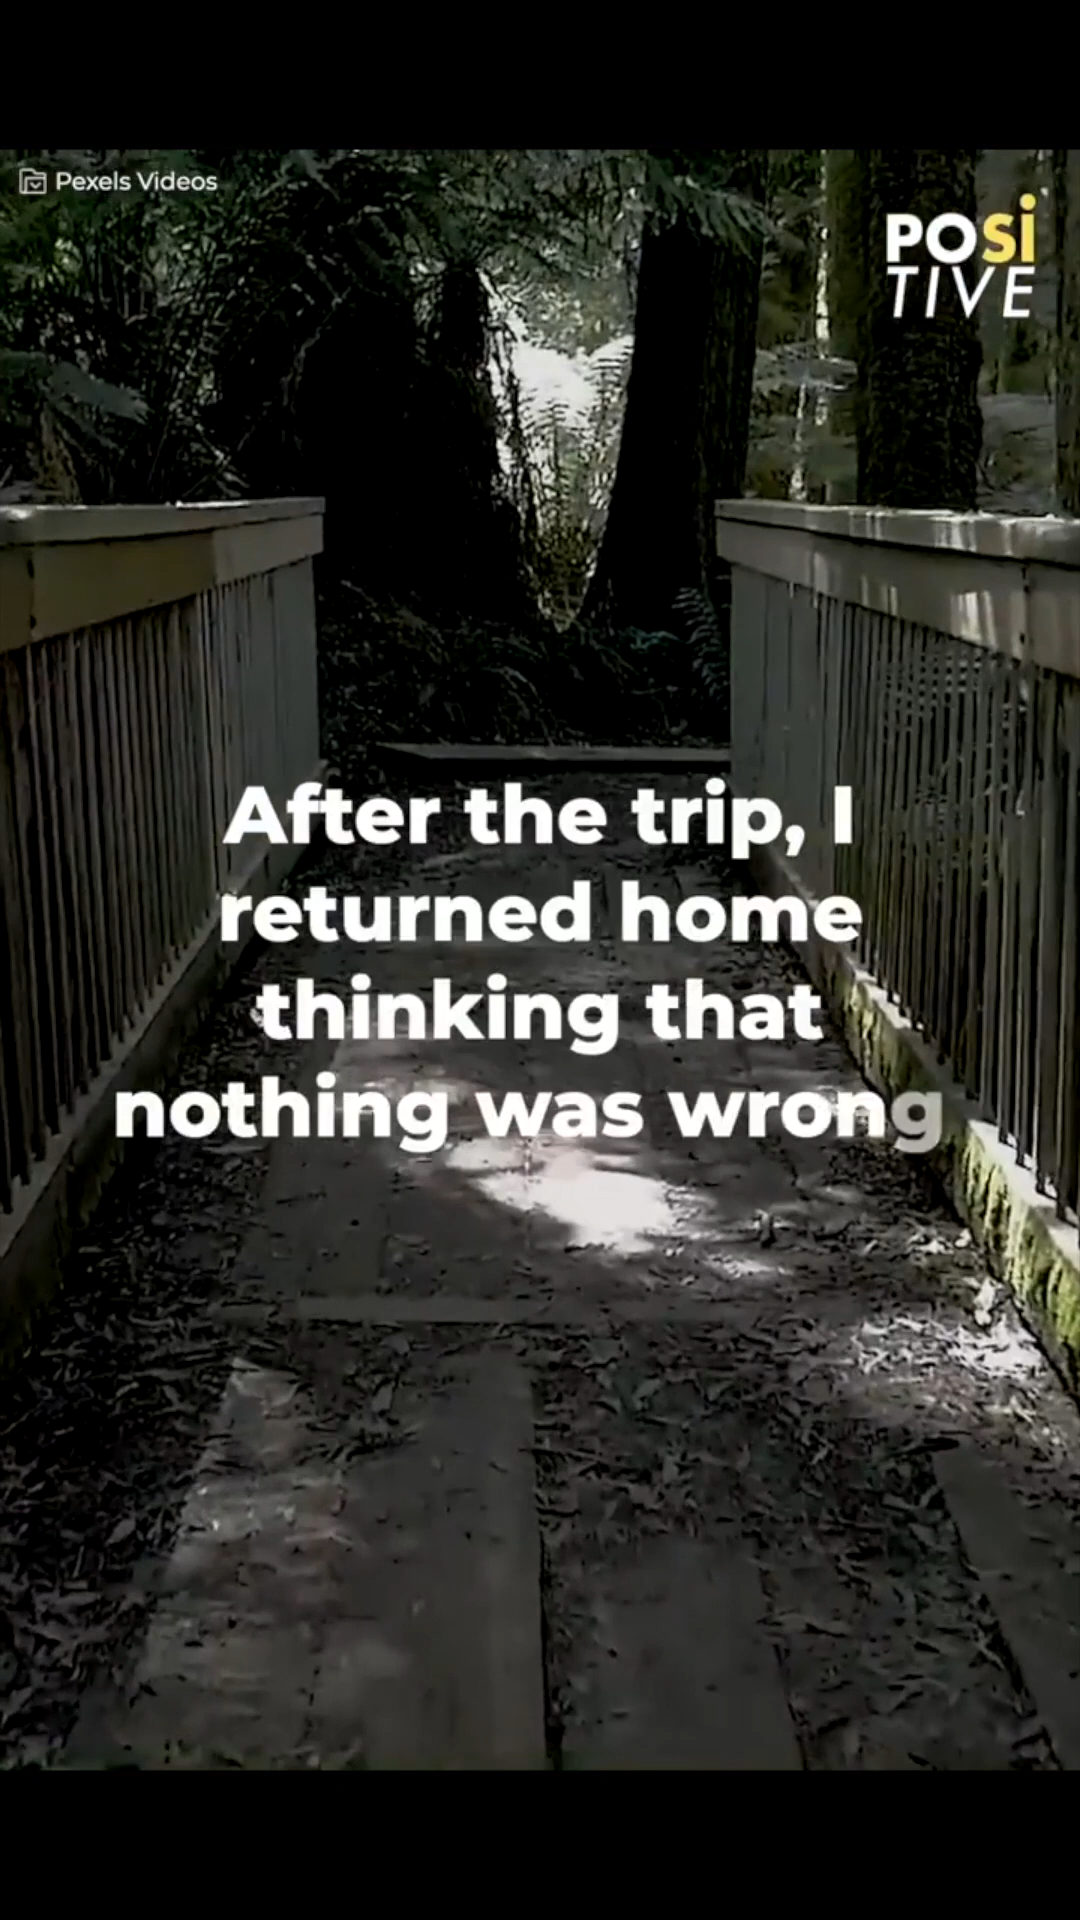 Pexels Videos
POSi
TIVE
After the trip, I
returned home
thinking that
nothing was wrong